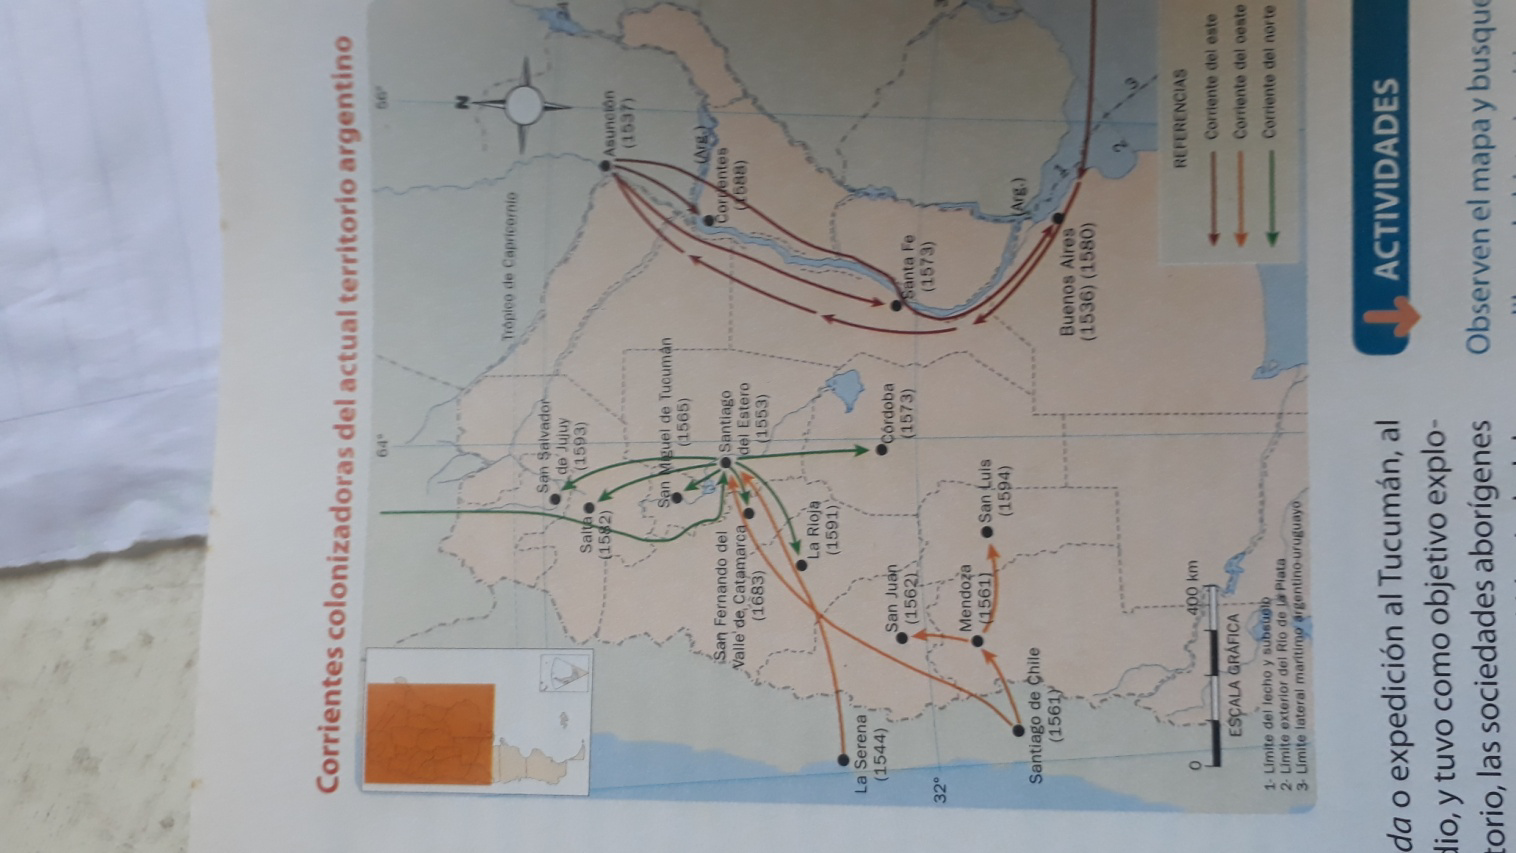 Corrientes colonizadoras del actual territorio argentino
64°
56°
N
Trópico de Capricornio
Asunción
(1537)
San Salvador
de Jujuy
(1593)
Salta
(1582)
(Arg.)
Corrientes
(1588)
San Miguel de Tucumán
(1565)
Santiago
del Estero
(1553)
San Fernando del
Valle de Catamarca
(1683)
La Rioja
(1591)
Santa Fe
(1573)
Córdoba
(1573)
La Serena
(1544)
San Juan
(1562)
32°
Mendoza
(1561)
San Luis
(1594)
(Arg.)
Santiago de Chile
(1561)
Buenos Aires
(1536) (1580)
1
2
3
REFERENCIAS
Corriente del este
Corriente del oeste
Corriente del norte
0
400 km
ESCALA GRÁFICA
1- Límite del lecho y subsuelo
2- Límite exterior del Río de la Plata
3- Límite lateral marítimo argentino-uruguayo
da o expedición al Tucumán, al
dio, y tuvo como objetivo explo-
torio, las sociedades aborígenes
ACTIVIDADES
Observen el mapa y busque